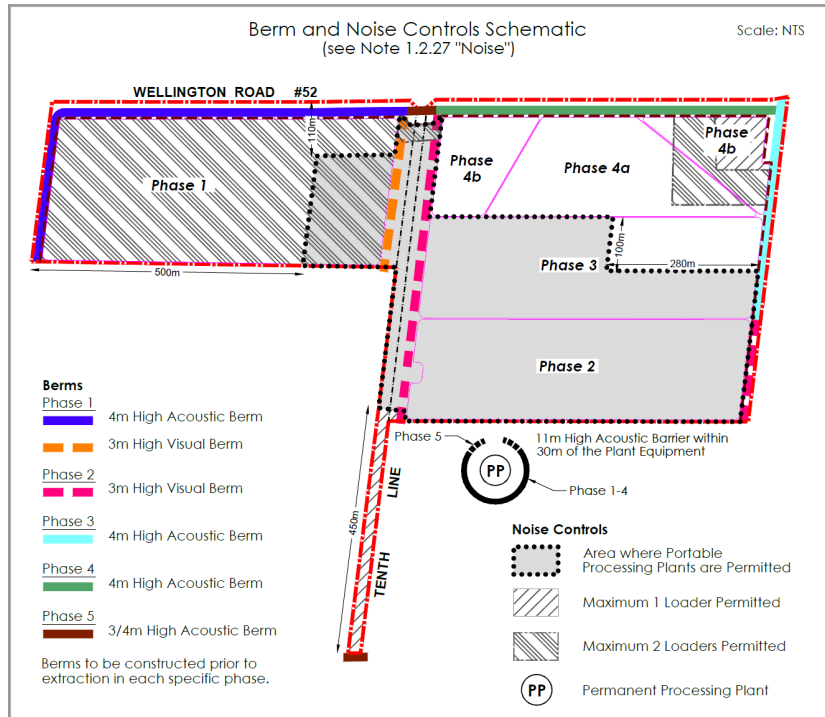 Berm and Noise Controls Schematic
(see Note 1.2.27 "Noise")
Scale: NTS
WELLINGTON ROAD #52
110m
Phase 1
Phase
4b
Phase 4a
Phase
4b
500m
Phase 3
100m
280m
Phase 2
Berms
Phase 1
4m High Acoustic Berm
3m High Visual Berm
Phase 2
3m High Visual Berm
Phase 3
4m High Acoustic Berm
Phase 4
4m High Acoustic Berm
Phase 5
3/4m High Acoustic Berm
Berms to be constructed prior to
extraction in each specific phase.
450m
TENTH LINE
Phase 5
11m High Acoustic Barrier within
30m of the Plant Equipment
PP
Phase 1-4
Noise Controls
Area where Portable
Processing Plants are Permitted
Maximum 1 Loader Permitted
Maximum 2 Loaders Permitted
PP
Permanent Processing Plant